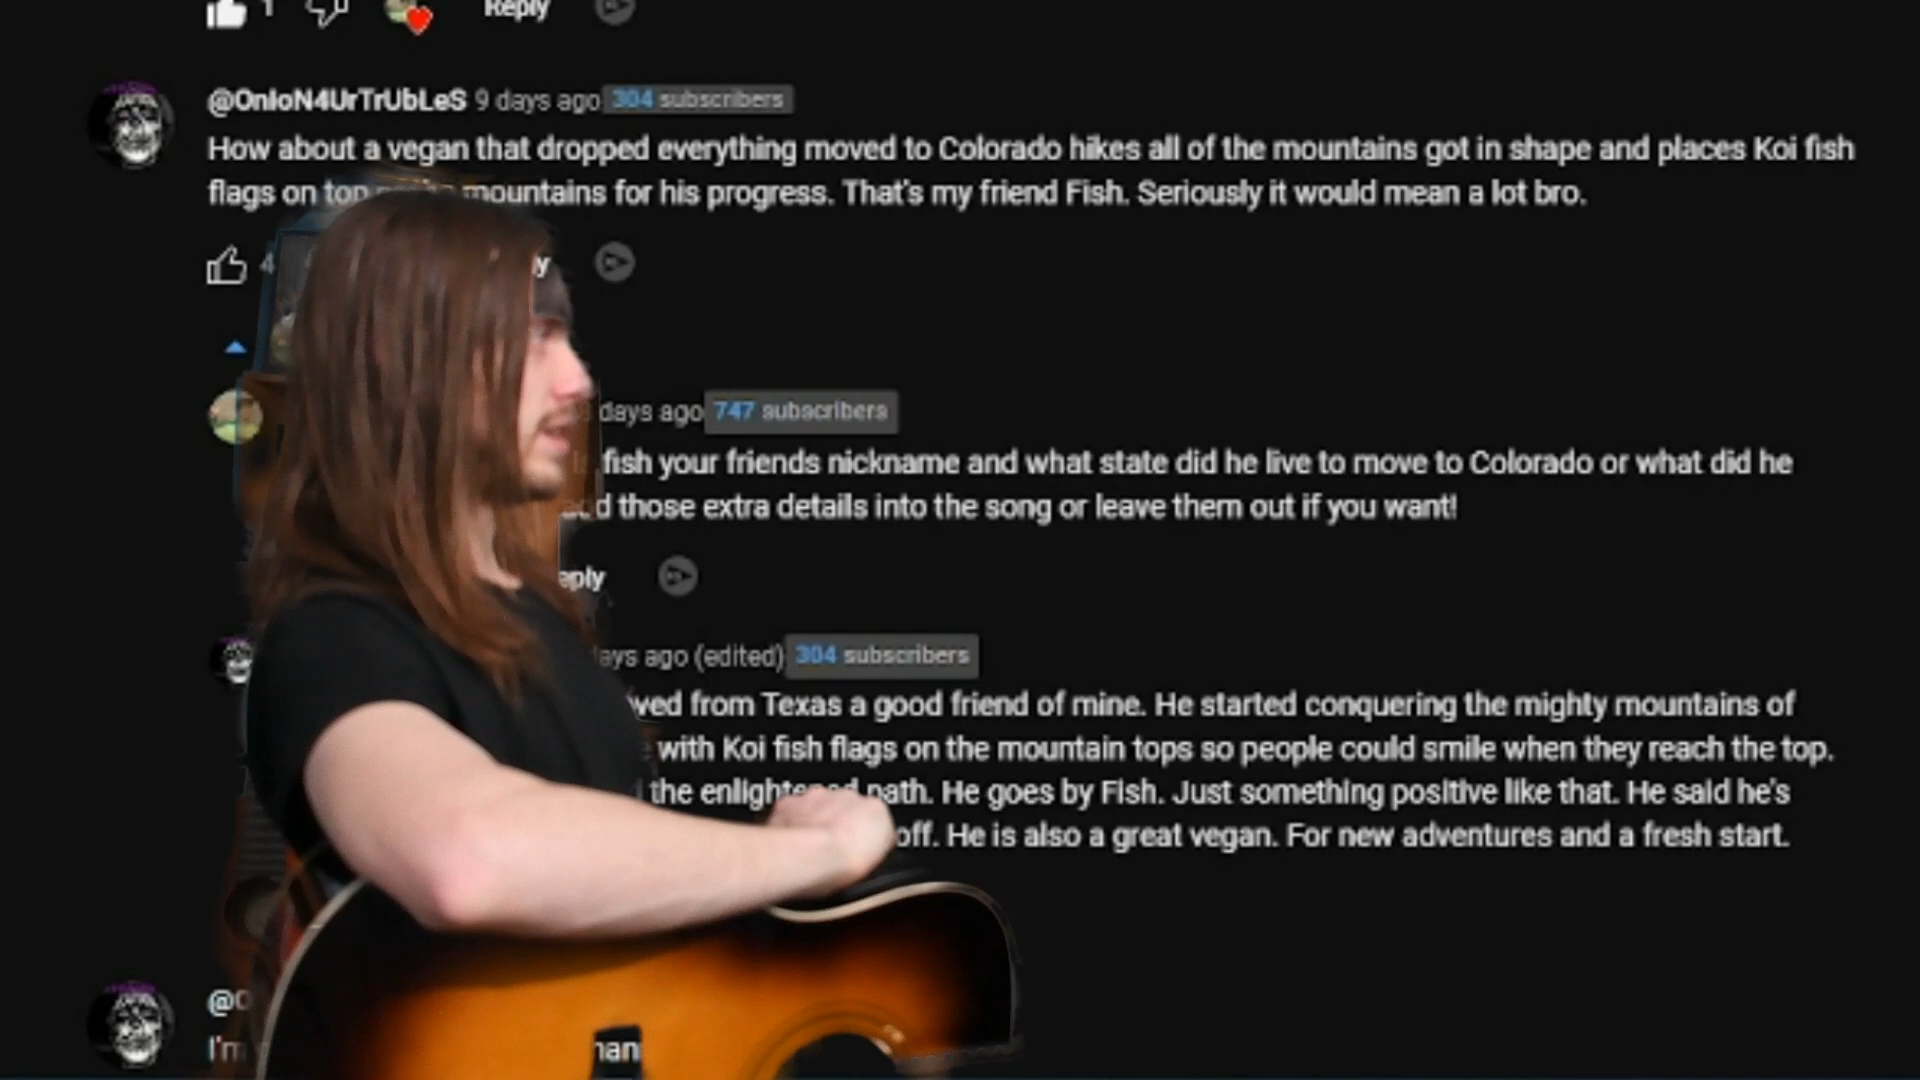 1 Reply
@OnIoN4UrTrUbLeS 9 days ago 304 subscribers
How about a vegan that dropped everything moved to Colorado hikes all of the mountains got in shape and places Koi fish
flags on top mountains for his progress. That's my friend Fish. Seriously it would mean a lot bro.
4
days ago 747 subscribers
fish your friends nickname and what state did he live to move to Colorado or what did he
those extra details into the song or leave them out if you want!
eply
ays ago (edited) 304 subscribers
ved from Texas a good friend of mine. He started conquering the mighty mountains of
with Koi fish flags on the mountain tops so people could smile when they reach the top.
the enlightened path. He goes by Fish. Just something positive like that. He said he's
off. He is also a great vegan. For new adventures and a fresh start.
I'm